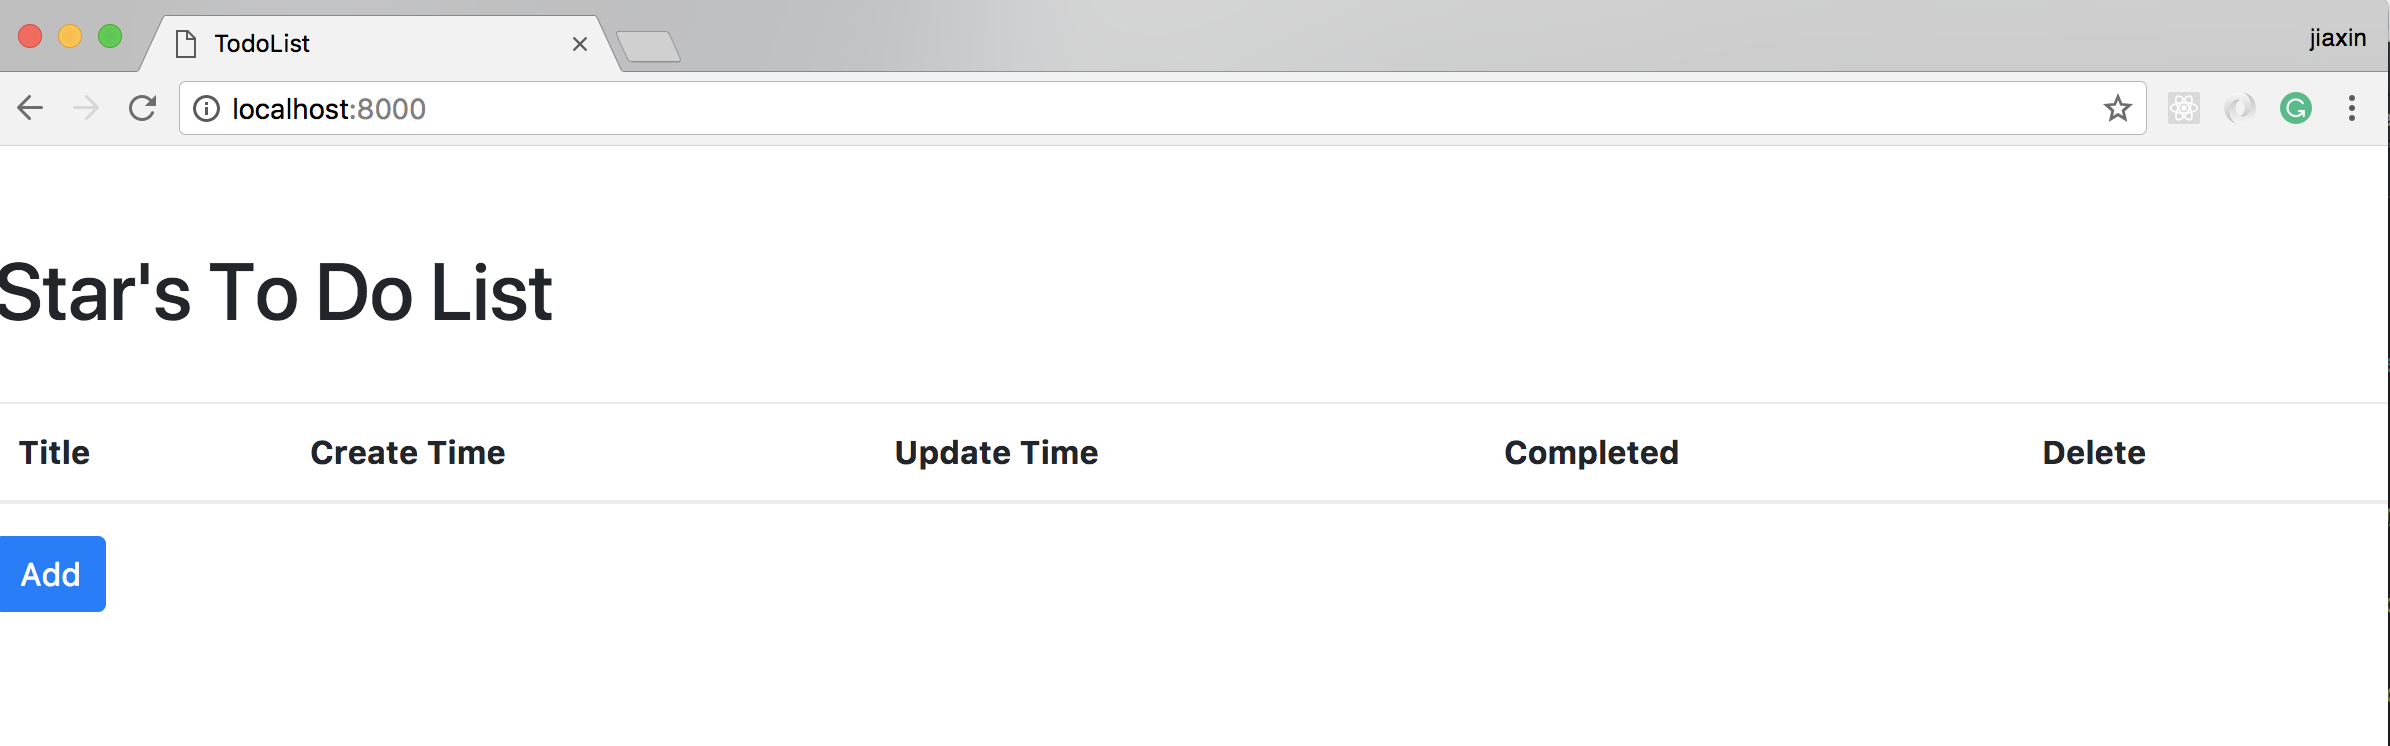 TodoList
jiaxin
localhost:8000
Star's To Do List
Title Create Time Update Time Completed Delete
Add